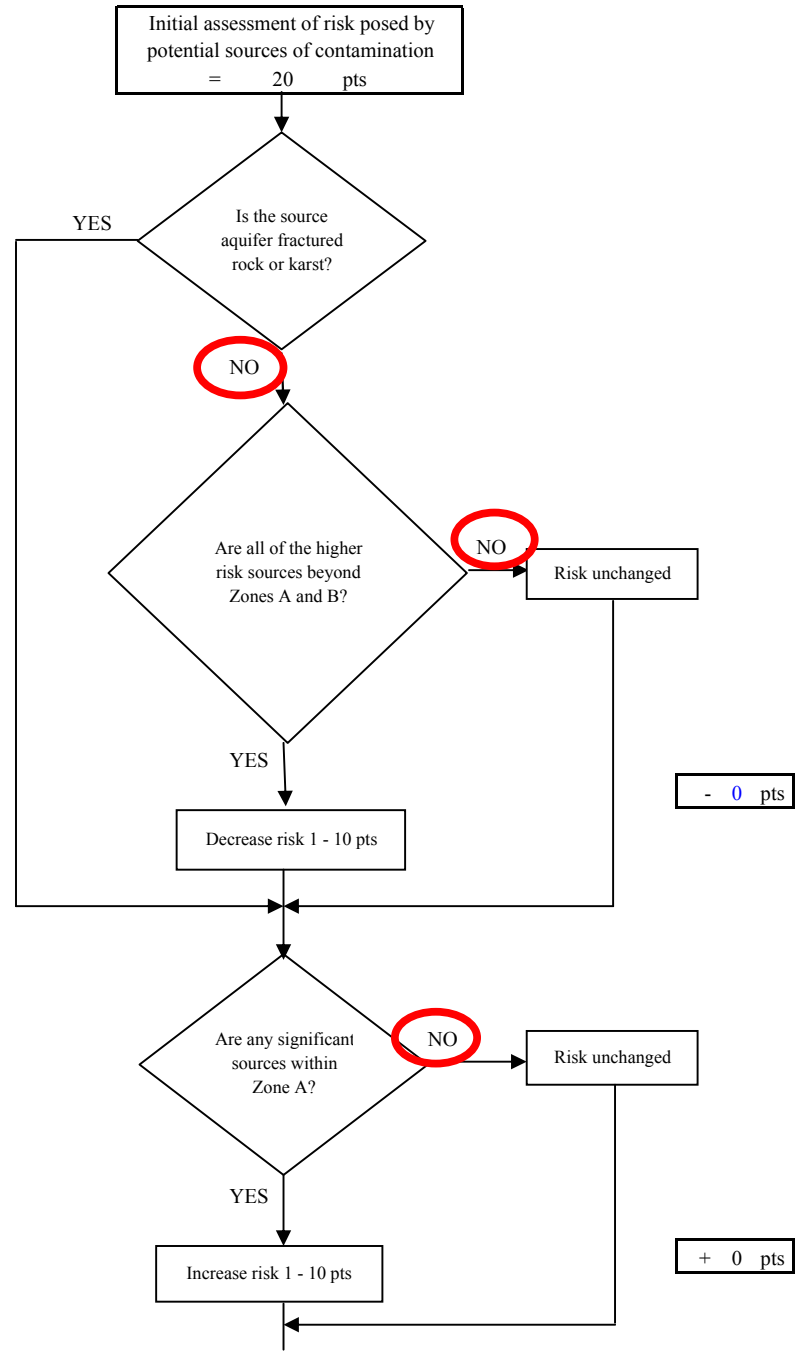 Initial assessment of risk posed by
potential sources of contamination
= 20 pts
YES
Is the source
aquifer fractured
rock or karst?
NO
Are all of the higher
risk sources beyond
Zones A and B?
NO
Risk unchanged
YES
- 0 pts
Decrease risk 1 - 10 pts
Are any significant
sources within
Zone A?
NO
Risk unchanged
YES
+ 0 pts
Increase risk 1 - 10 pts